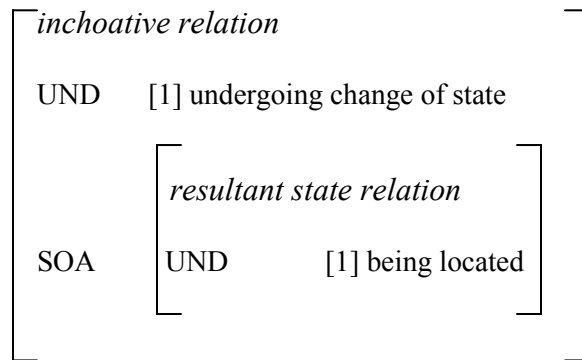 inchoative relation
UND [1] undergoing change of state
resultant state relation
SOA UND [1] being located